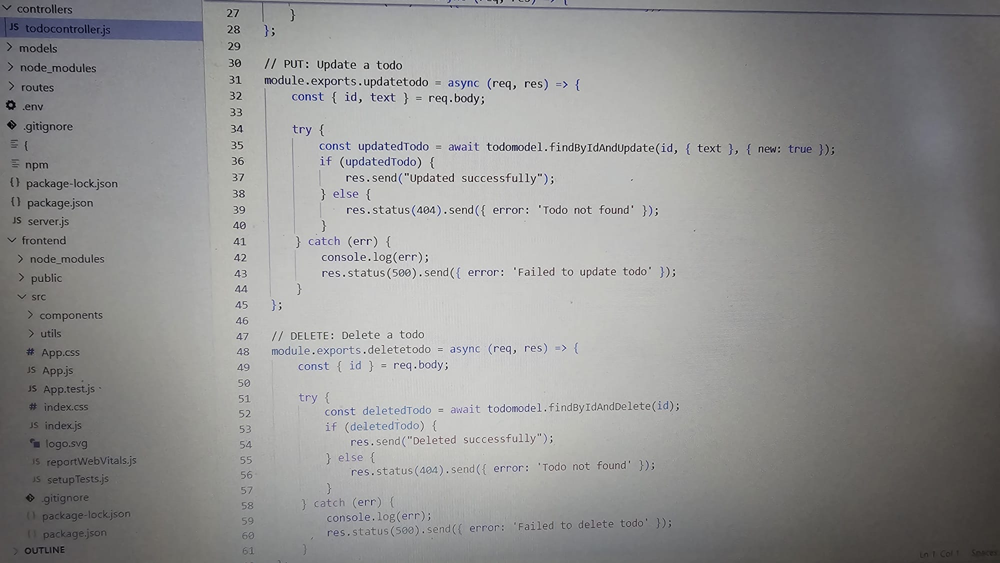 controllers
JS todocontroller.js
models
node_modules
routes
.env
.gitignore
{
npm
{} package-lock.json
{} package.json
JS server.js
frontend
node_modules
public
src
components
utils
# App.css
JS App.js
JS App.test.js
# index.css
JS index.js
logo.svg
JS reportWebVitals.js
JS setupTests.js
.gitignore
{} package-lock.json
{} package.json
OUTLINE
27 }
28 };
29
30 // PUT: Update a todo
31 module.exports.updatetodo = async (req, res) => {
32 const { id, text } = req.body;
33
34 try {
35 const updatedTodo = await todomodel.findByIdAndUpdate(id, { text }, { new: true });
36 if (updatedTodo) {
37 res.send("Updated successfully");
38 } else {
39 res.status(404).send({ error: 'Todo not found' });
40 }
41 } catch (err) {
42 console.log(err);
43 res.status(500).send({ error: 'Failed to update todo' });
44 }
45 };
46
47 // DELETE: Delete a todo
48 module.exports.deletetodo = async (req, res) => {
49 const { id } = req.body;
50
51 try {
52 const deletedTodo = await todomodel.findByIdAndDelete(id);
53 if (deletedTodo) {
54 res.send("Deleted successfully");
55 } else {
56 res.status(404).send({ error: 'Todo not found' });
57 }
58 } catch (err) {
59 console.log(err);
60 res.status(500).send({ error: 'Failed to delete todo' });
61 }
Ln 1 Col 1 Spaces